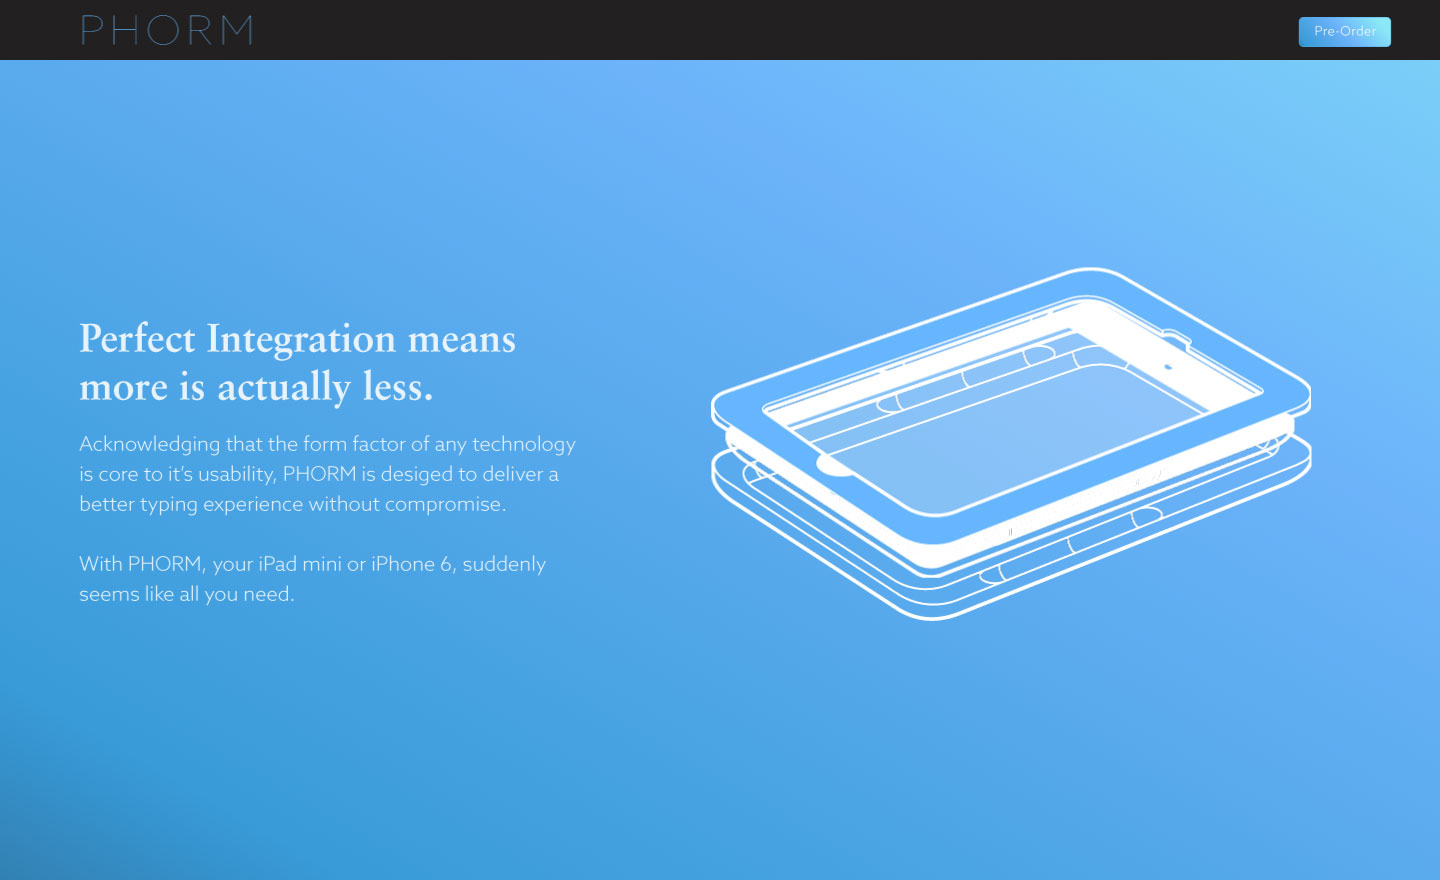 PHORM
Pre-Order
Perfect Integration means
more is actually less.
Acknowledging that the form factor of any technology
is core to it’s usability, PHORM is desiged to deliver a
better typing experience without compromise.
With PHORM, your iPad mini or iPhone 6, suddenly
seems like all you need.